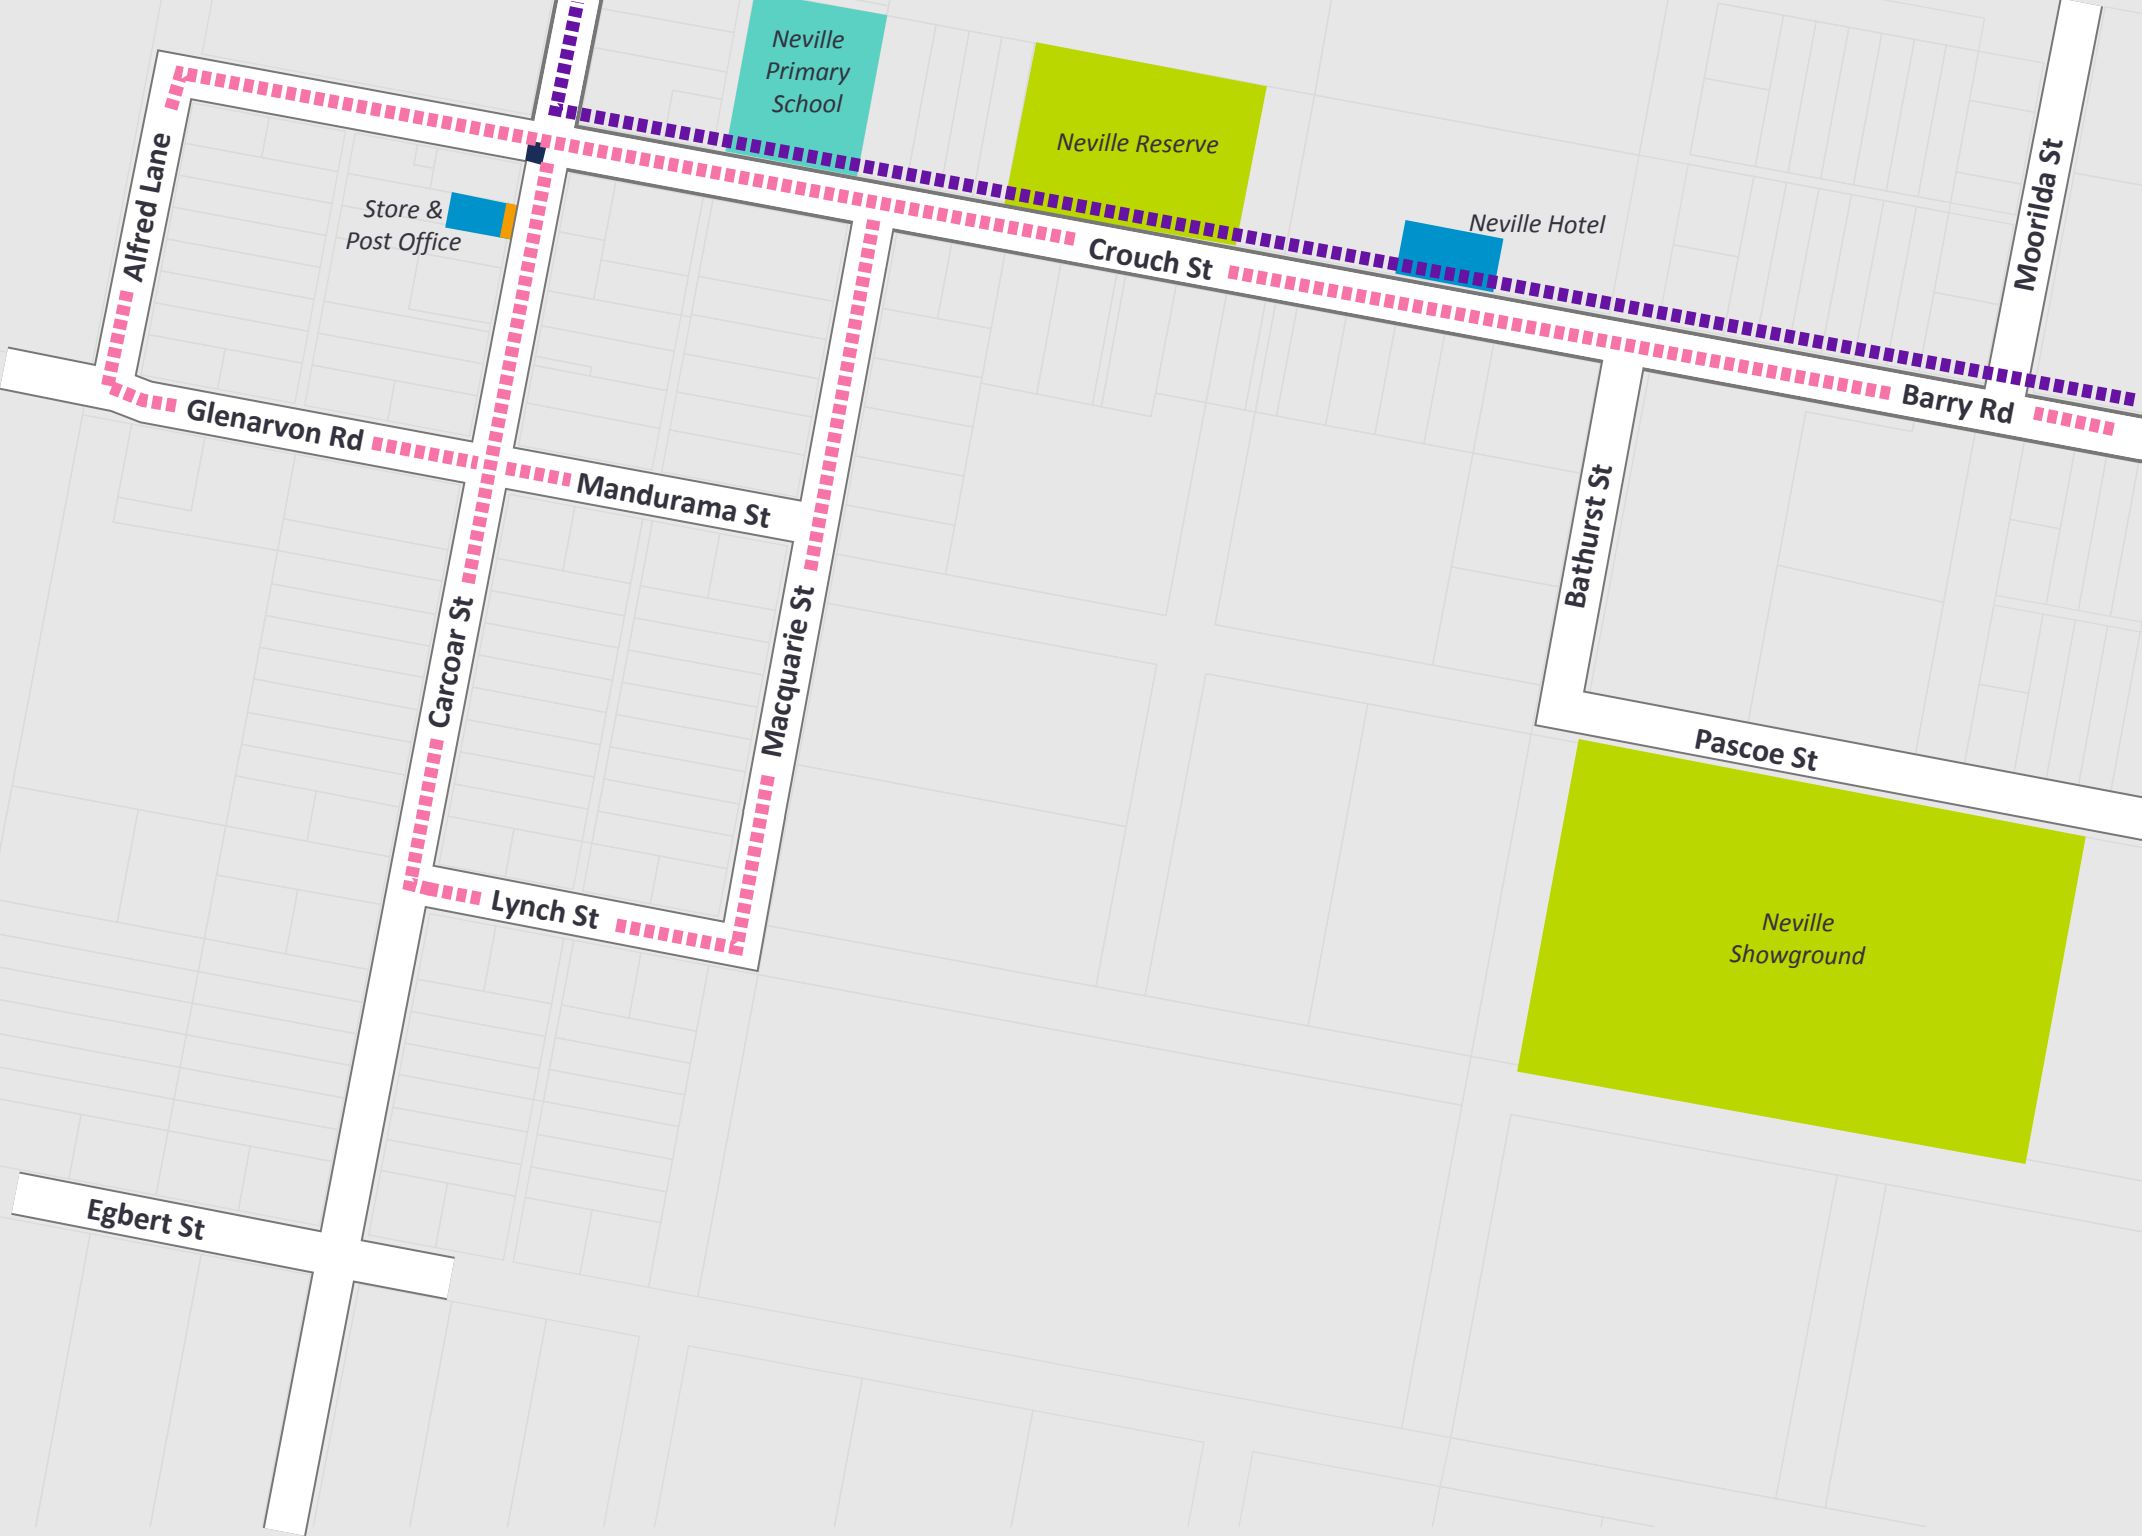 Neville
Primary
School
Neville Reserve
Alfred Lane
Store &
Post Office
Neville Hotel
Moorilda St
Crouch St
Barry Rd
Glenarvon Rd
Mandurama St
Bathurst St
Carcoar St
Macquarie St
Pascoe St
Lynch St
Neville
Showground
Egbert St